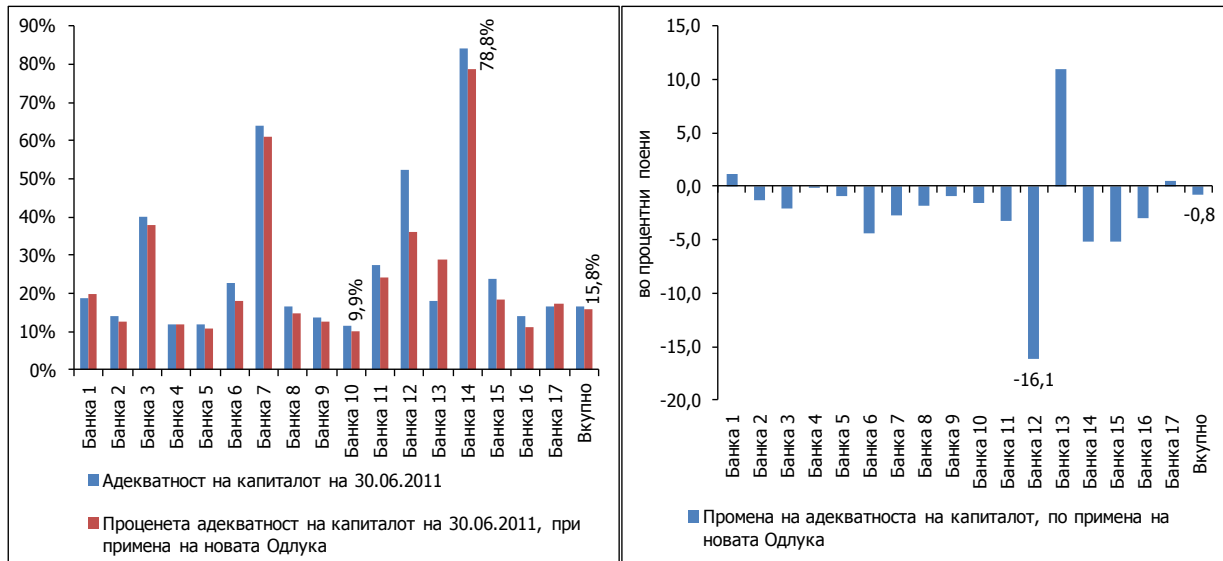 90%
80%
70%
60%
50%
40%
30%
20%
10%
0%
9,9%
78,8%
15,8%
Банка 1
Банка 2
Банка 3
Банка 4
Банка 5
Банка 6
Банка 7
Банка 8
Банка 9
Банка 10
Банка 11
Банка 12
Банка 13
Банка 14
Банка 15
Банка 16
Банка 17
Вкупно
Адекватност на капиталот на 30.06.2011
Проценета адекватност на капиталот на 30.06.2011, при
примена на новата Одлука
во процентни поени
15,0
10,0
5,0
0,0
-5,0
-10,0
-15,0
-20,0
-16,1
-0,8
Банка 1
Банка 2
Банка 3
Банка 4
Банка 5
Банка 6
Банка 7
Банка 8
Банка 9
Банка 10
Банка 11
Банка 12
Банка 13
Банка 14
Банка 15
Банка 16
Банка 17
Вкупно
Промена на адекватноста на капиталот, по примена на
новата Одлука